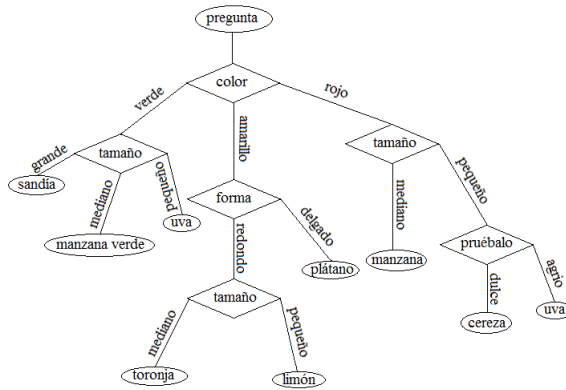 pregunta
color
verde
amarillo
rojo
tamaño
grande
mediano
pequeño
sandía
manzana verde
uva
forma
redondo
delgado
plátano
tamaño
mediano
pequeño
toronja
limón
tamaño
mediano
pequeño
manzana
pruébalo
dulce
agrio
cereza
uva